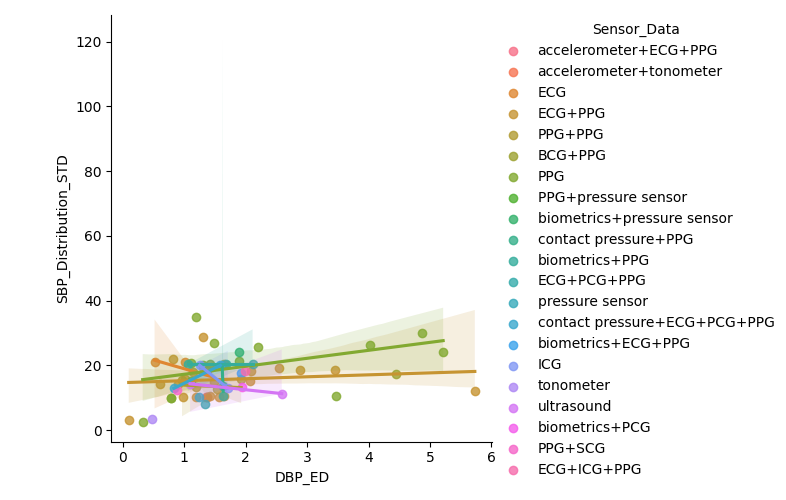 SBP_Distribution_STD
120
100
80
60
40
20
0
0 1 2 3 4 5 6
DBP_ED
Sensor_Data
accelerometer+ECG+PPG
accelerometer+tonometer
ECG
ECG+PPG
PPG+PPG
BCG+PPG
PPG
PPG+pressure sensor
biometrics+pressure sensor
contact pressure+PPG
biometrics+PPG
ECG+PCG+PPG
pressure sensor
contact pressure+ECG+PCG+PPG
biometrics+ECG+PPG
ICG
tonometer
ultrasound
biometrics+PCG
PPG+SCG
ECG+ICG+PPG